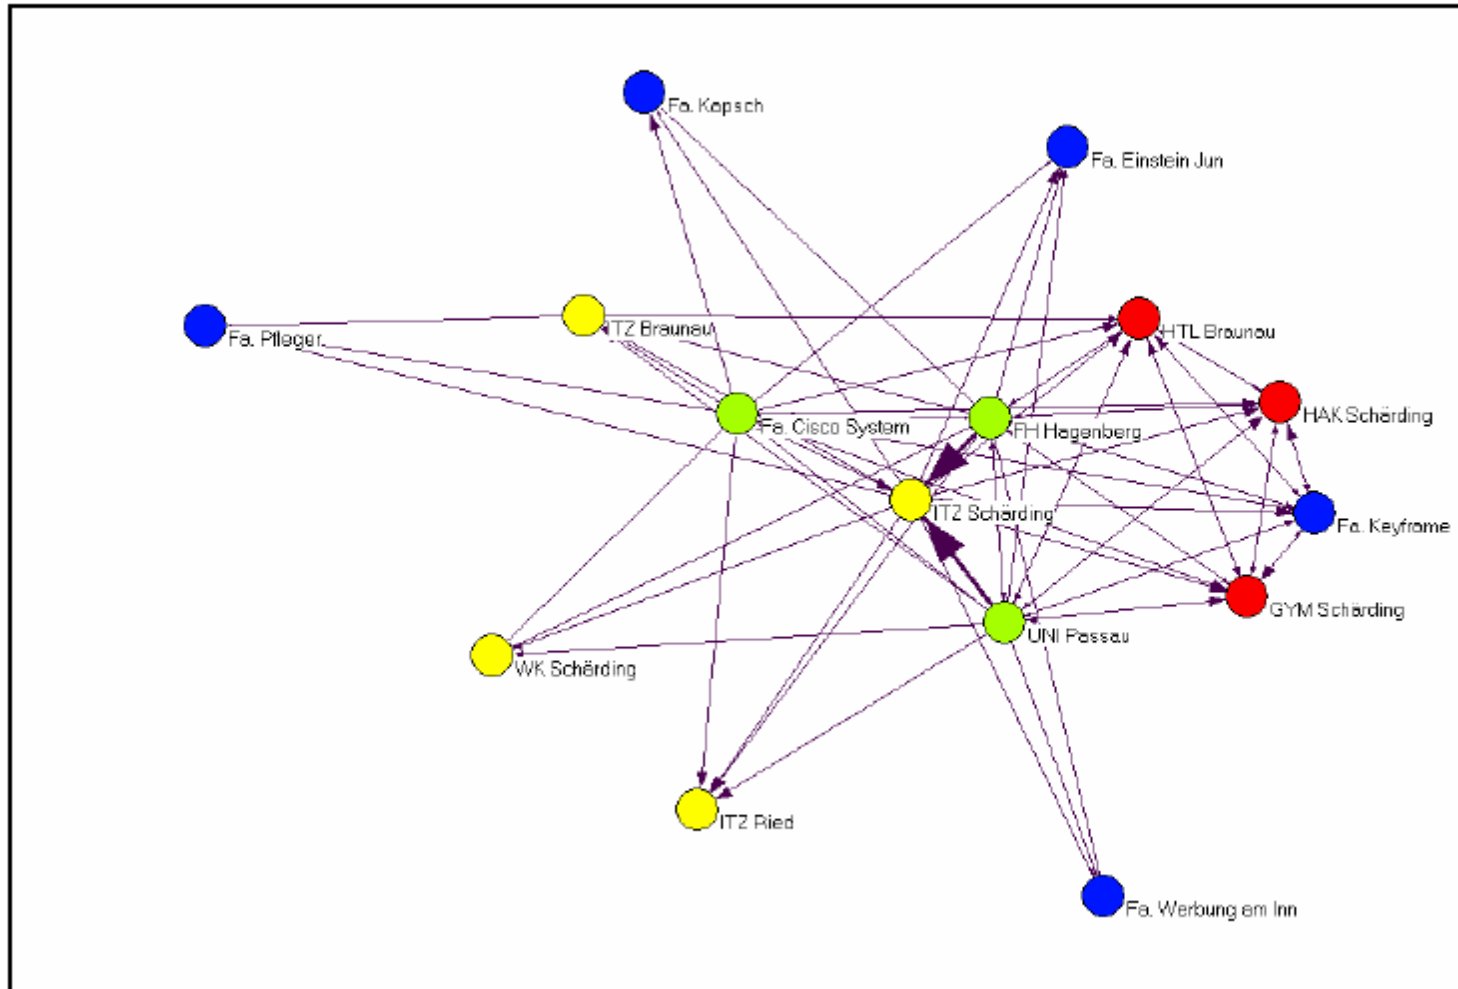 Fa. Kapsch
Fa. Einstein Jun
Fa. Pfleger
ITZ Braunau
HTL Braunau
HAK Schärding
Fa. Cisco System
FH Hagenberg
ITZ Schärding
Fa. Keyframe
GYM Schärding
UNI Passau
WK Schärding
ITZ Ried
Fa. Werbung am Inn